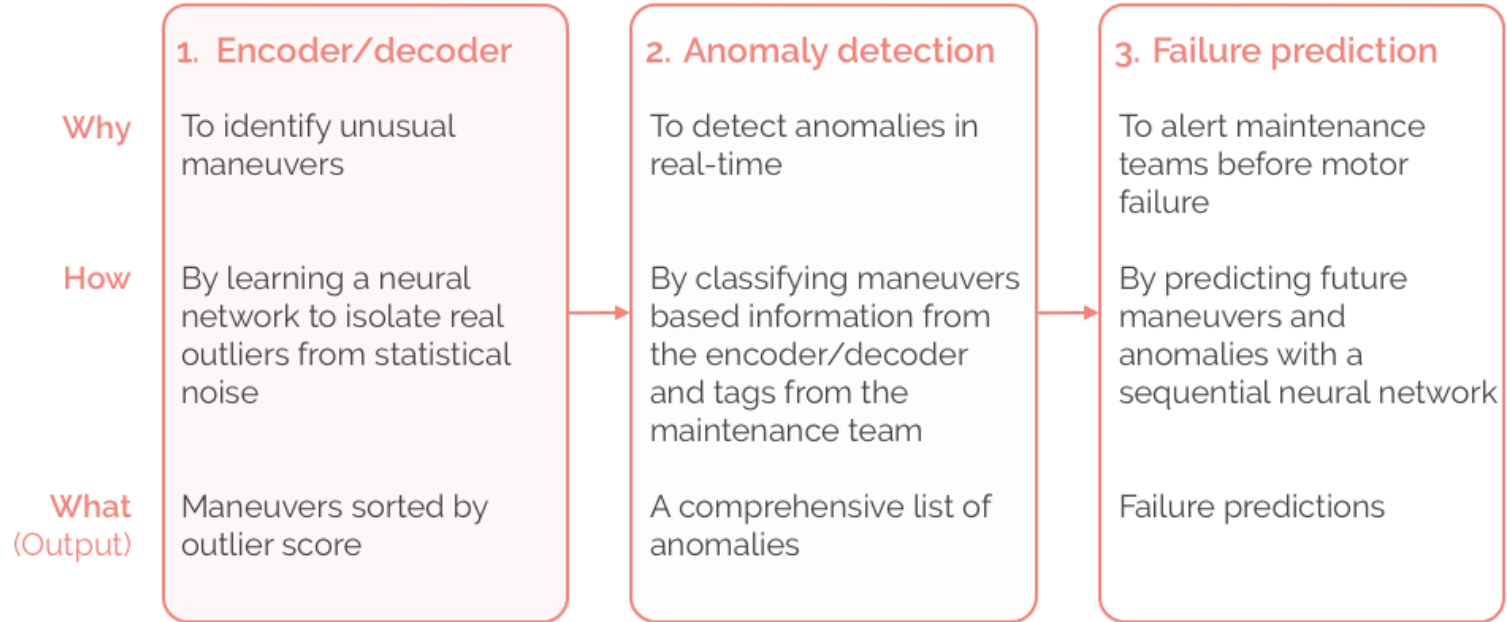 1. Encoder/decoder
2. Anomaly detection
3. Failure prediction
Why
To identify unusual
maneuvers
To detect anomalies in
real-time
To alert maintenance
teams before motor
failure
How
By learning a neural
network to isolate real
outliers from statistical
noise
By classifying maneuvers
based information from
the encoder/decoder
and tags from the
maintenance team
By predicting future
maneuvers and
anomalies with a
sequential neural network
What
(Output)
Maneuvers sorted by
outlier score
A comprehensive list of
anomalies
Failure predictions